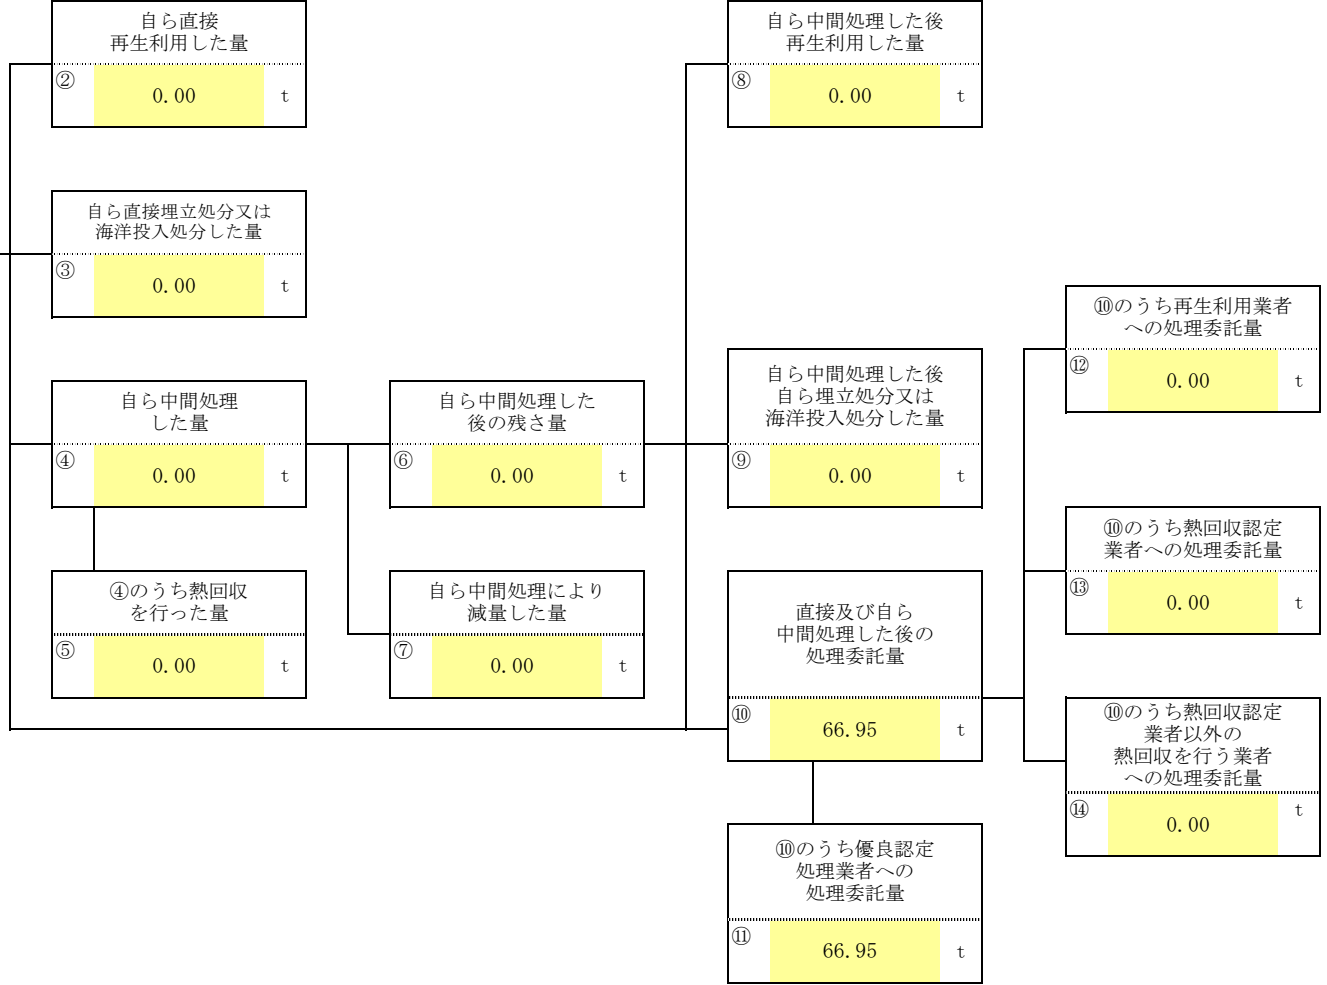 自ら直接
再生利用した量
②
0.00
t
自ら直接埋立処分又は
海洋投入処分した量
③
0.00
t
自ら中間処理
した量
④
0.00
t
④のうち熱回収
を行った量
⑤
0.00
t
自ら中間処理した
後の残さ量
⑥
0.00
t
自ら中間処理により
減量した量
⑦
0.00
t
自ら中間処理した後
再生利用した量
⑧
0.00
t
自ら中間処理した後
自ら埋立処分又は
海洋投入処分した量
⑨
0.00
t
直接及び自ら
中間処理した後の
処理委託量
⑩
66.95
t
⑩のうち優良認定
処理業者への
処理委託量
⑪
66.95
t
⑩のうち再生利用業者
への処理委託量
⑫
0.00
t
⑩のうち熱回収認定
業者への処理委託量
⑬
0.00
t
⑩のうち熱回収認定
業者以外の
熱回収を行う業者
への処理委託量
⑭
0.00
t